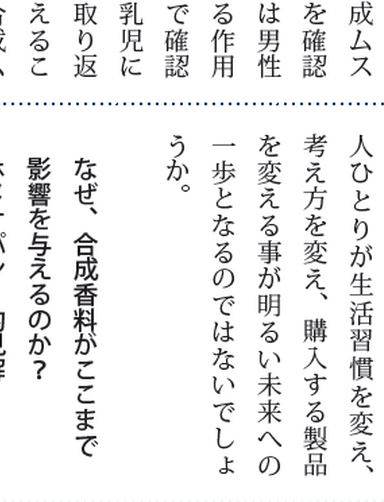 成ムス
を確認
は男性
る作用
で確認
乳児に
取り返
えるこ
人ひとりが生活習慣を変え、
考え方を変え、購入する製品
を変える事が明るい未来への
一歩となるのではないでしょ
うか。
なぜ、合成香料がここまで
影響を与えるのか？